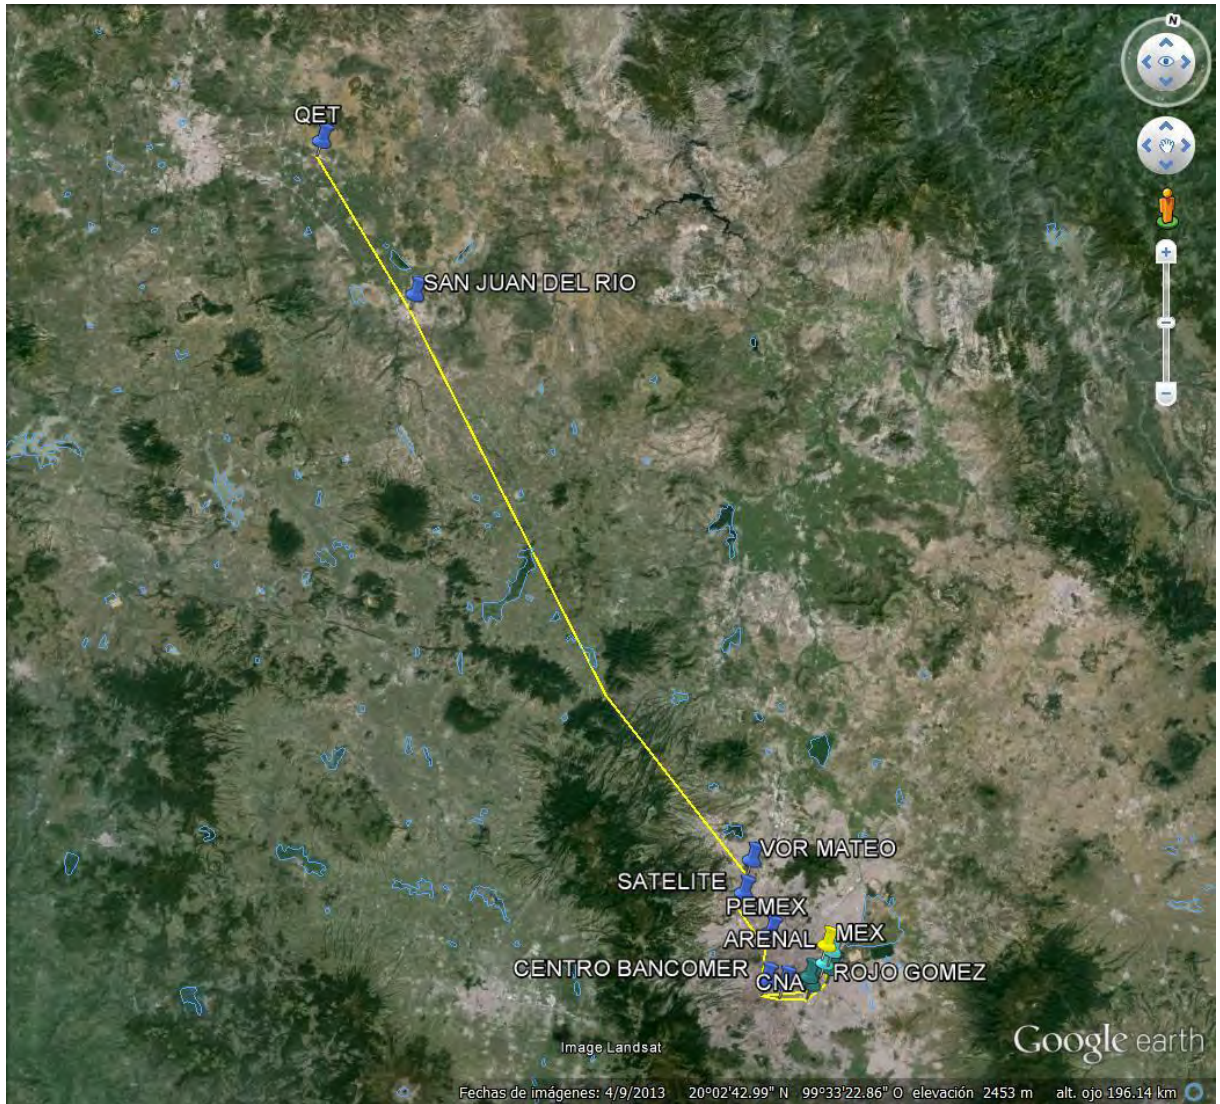 N
QET
SAN JUAN DEL RIO
VOR MATEO
SATELITE
PEMEX
ARENAL
MEX
CENTRO BANCOMER
CNA
ROJO GOMEZ
Google earth
Image Landsat
Fechas de imágenes: 4/9/2013 20°02'42.99" N 99°33'22.86" O elevación 2453 m alt. ojo 196.14 km